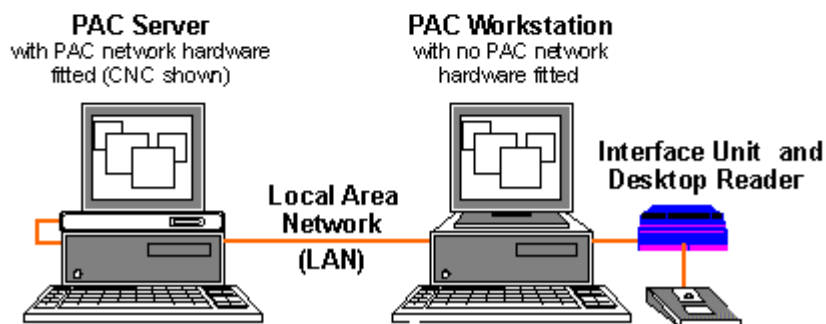 PAC Server
with PAC network hardware
fitted (CNC shown)
PAC Workstation
with no PAC network
hardware fitted
Interface Unit and
Desktop Reader
Local Area
Network
(LAN)